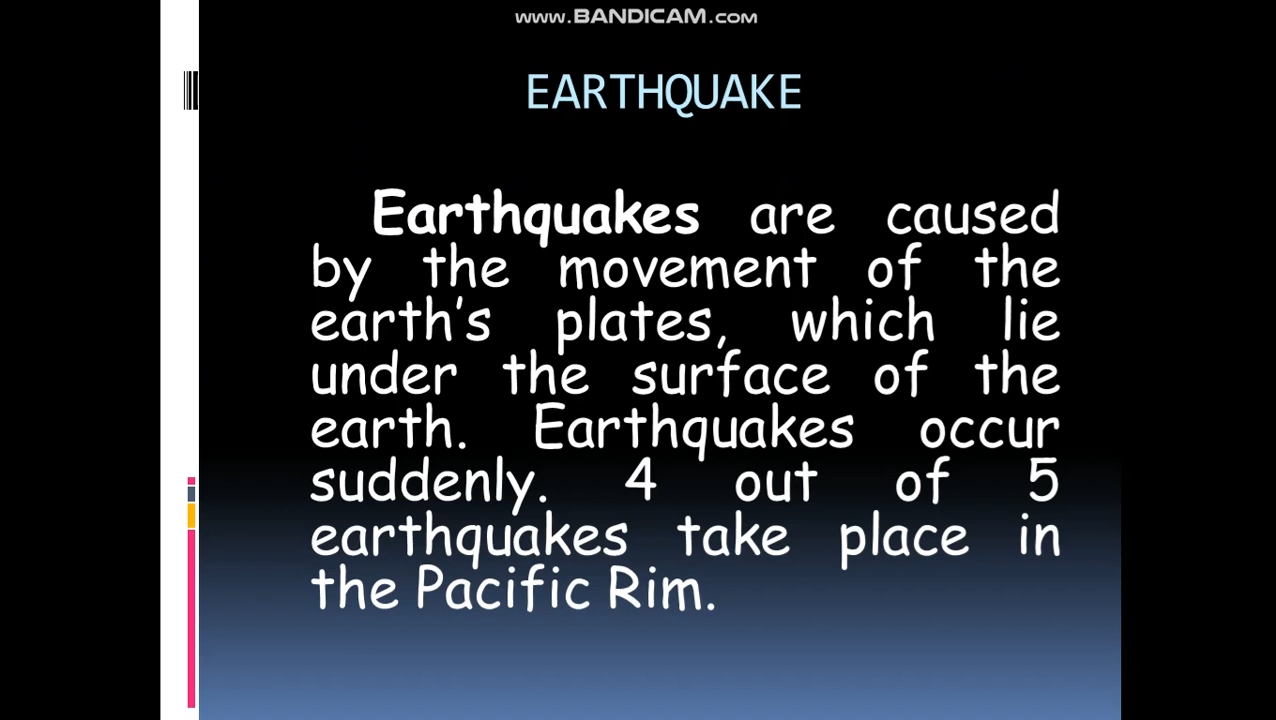 www.BANDICAM.com
EARTHQUAKE
Earthquakes are caused
by the movement of the
earth's plates, which lie
under the surface of the
earth. Earthquakes occur
suddenly. 4 out of 5
earthquakes take place in
the Pacific Rim.